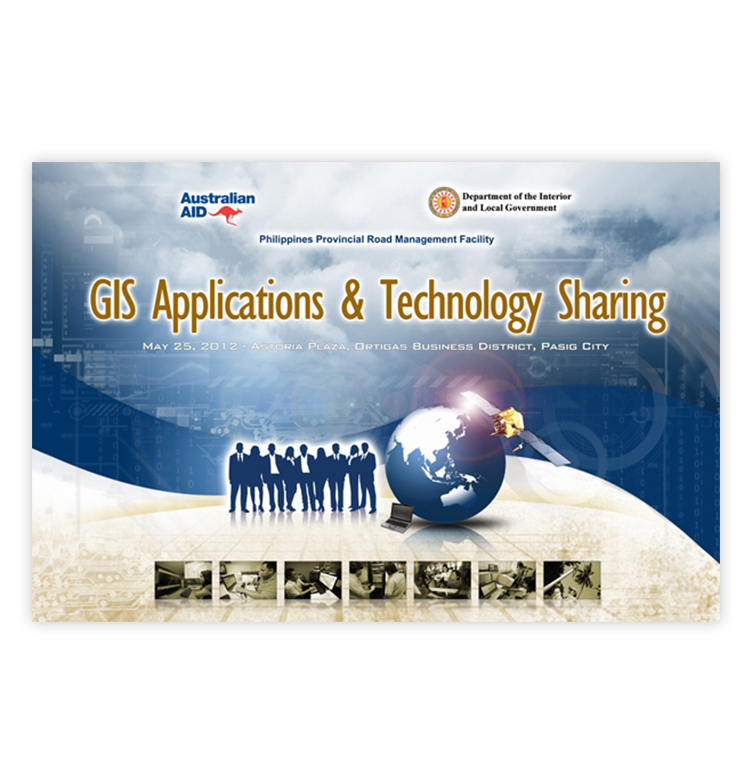 Australian
AID
Department of the Interior
and Local Government
Philippines Provincial Road Management Facility
GIS Applications & Technology Sharing
May 25, 2012 • Astoria Plaza, Ortigas Business District, Pasig City